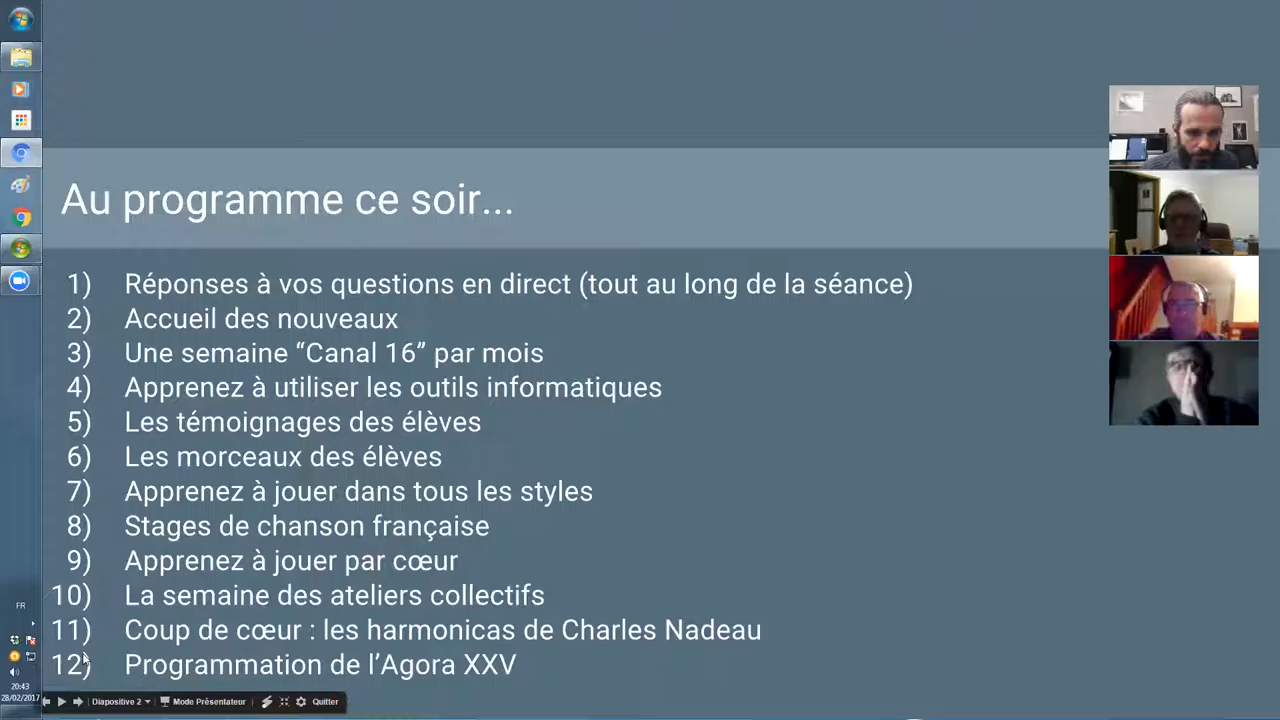 Au programme ce soir...
1) Réponses à vos questions en direct (tout au long de la séance)
2) Accueil des nouveaux
3) Une semaine “Canal 16” par mois
4) Apprenez à utiliser les outils informatiques
5) Les témoignages des élèves
6) Les morceaux des élèves
7) Apprenez à jouer dans tous les styles
8) Stages de chanson française
9) Apprenez à jouer par cœur
10) La semaine des ateliers collectifs
11) Coup de cœur : les harmonicas de Charles Nadeau
12) Programmation de l’Agora XXV
FR
20:43
28/02/2017
Diapositive 2 Mode Présentateur Quitter